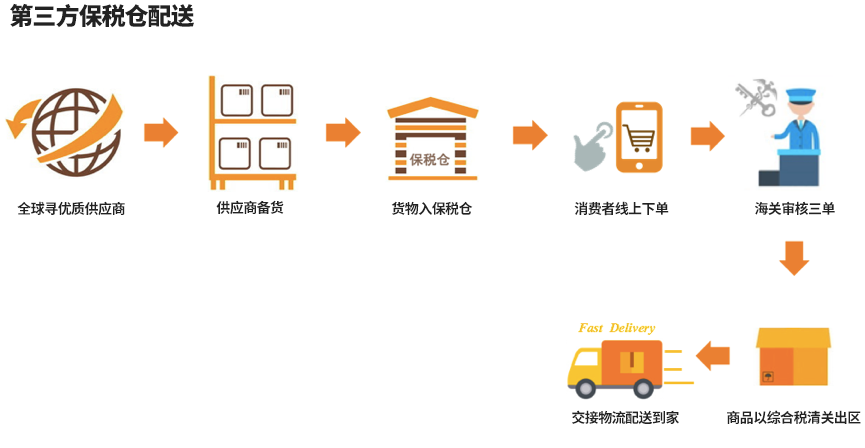 第三方保税仓配送
保税仓
全球寻优质供应商
供应商备货
货物入保税仓
消费者线上下单
海关审核三单
Fast Delivery
交接物流配送到家
商品以综合税清关出区